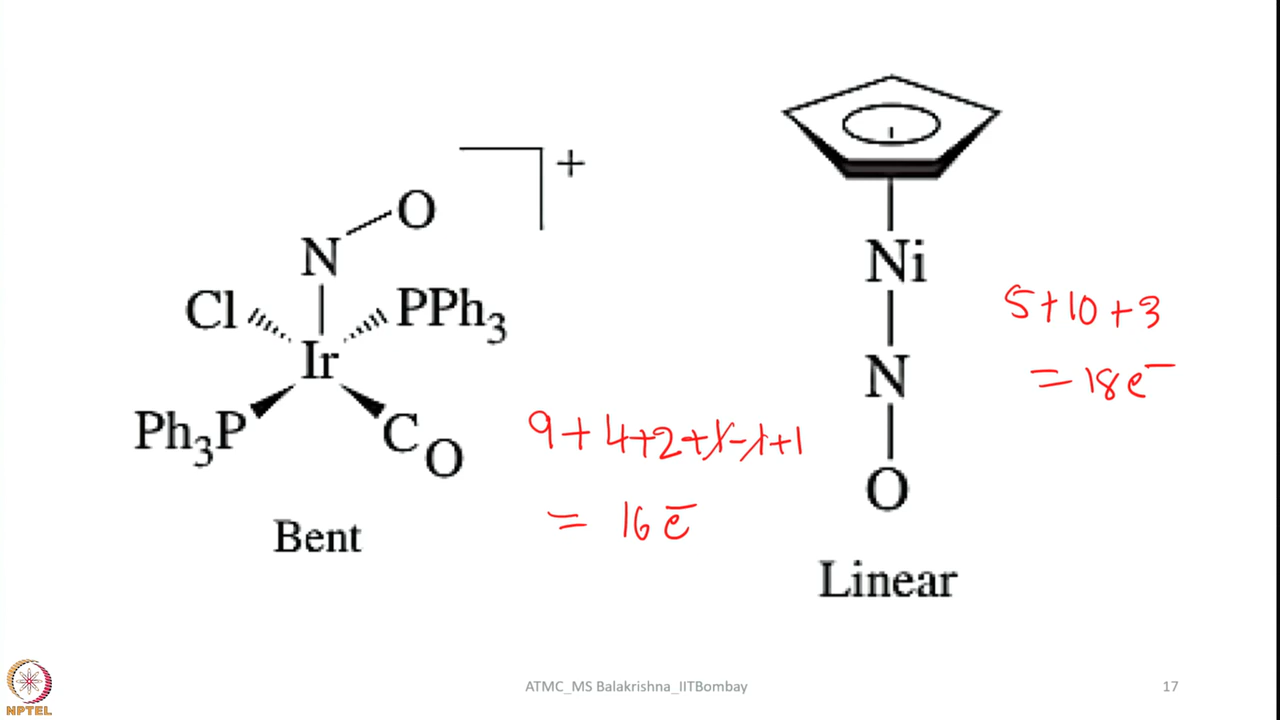 +
O
N
Cl PPh3
Ir
Ph3P CO
Bent
9 + 4 + 2 + 1 - 1 + 1
= 16 e-
Ni
N
O
Linear
5 + 10 + 3
= 18 e-
NPTEL
ATMC_MS Balakrishna_IITBombay
17